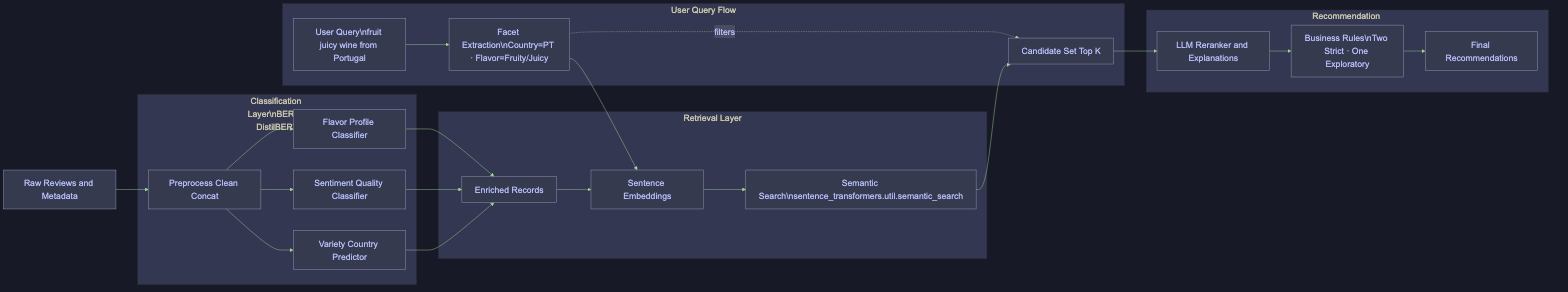 User Query Flow
User Query\nfruit
juicy wine from
Portugal
Facet
Extraction\nCountry=PT
· Flavor=Fruity/Juicy
filters
Candidate Set Top K
Recommendation
LLM Reranker and
Explanations
Business Rules\nTwo
Strict · One
Exploratory
Final
Recommendations
Classification
Layer\nBER
DistilBER
Raw Reviews and
Metadata
Preprocess Clean
Concat
Flavor Profile
Classifier
Sentiment Quality
Classifier
Variety Country
Predictor
Retrieval Layer
Enriched Records
Sentence
Embeddings
Semantic
Search\nsentence_transformers.util.semantic_search